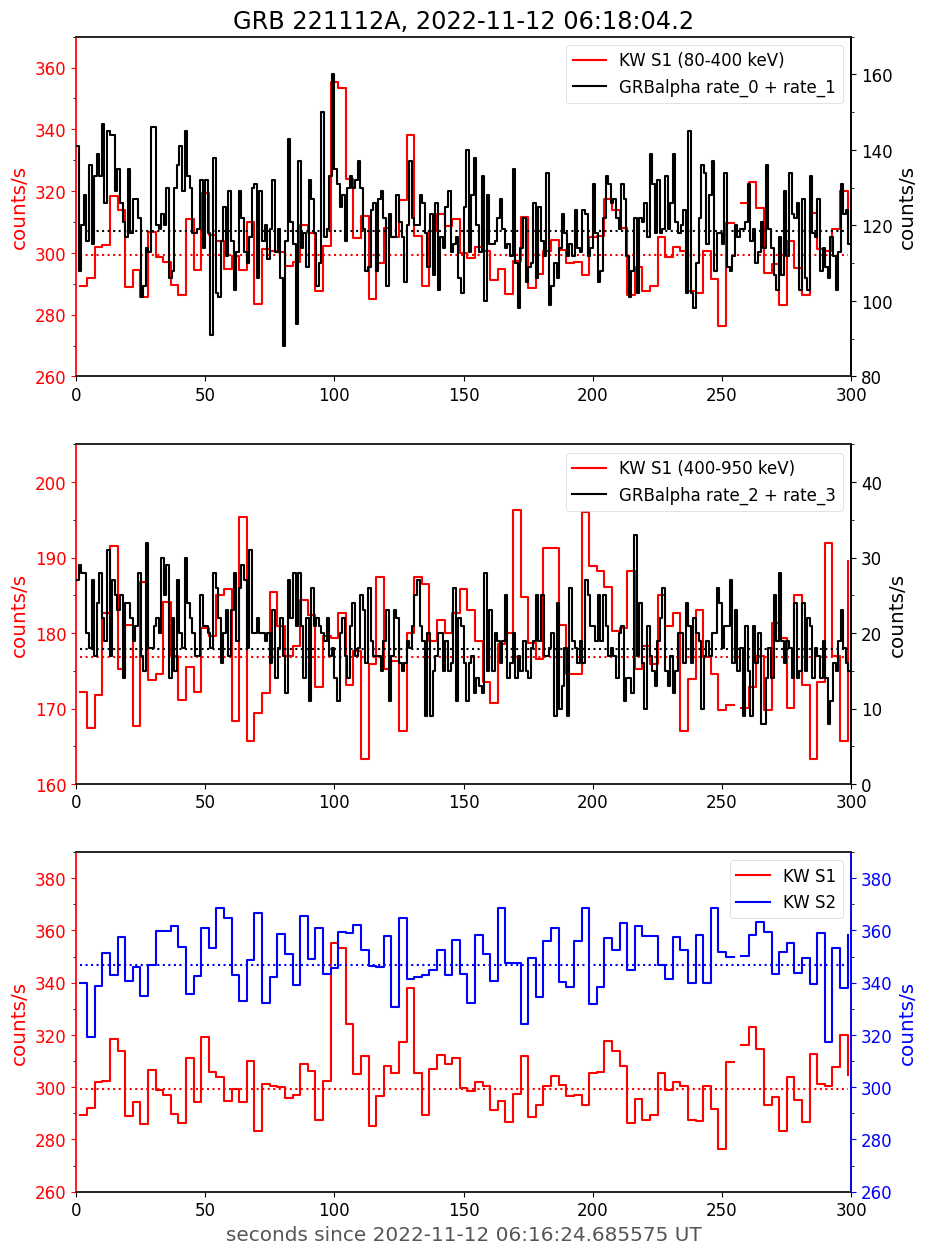 GRB 221112A, 2022-11-12 06:18:04.2
KW S1 (80-400 keV)
GRBalpha rate_0 + rate_1
counts/s
counts/s
360
340
320
300
280
260
160
140
120
100
80
0 50 100 150 200 250 300
KW S1 (400-950 keV)
GRBalpha rate_2 + rate_3
counts/s
counts/s
200
190
180
170
160
40
30
20
10
0
0 50 100 150 200 250 300
KW S1
KW S2
counts/s
counts/s
380
360
340
320
300
280
260
380
360
340
320
300
280
260
0 50 100 150 200 250 300
seconds since 2022-11-12 06:16:24.685575 UT